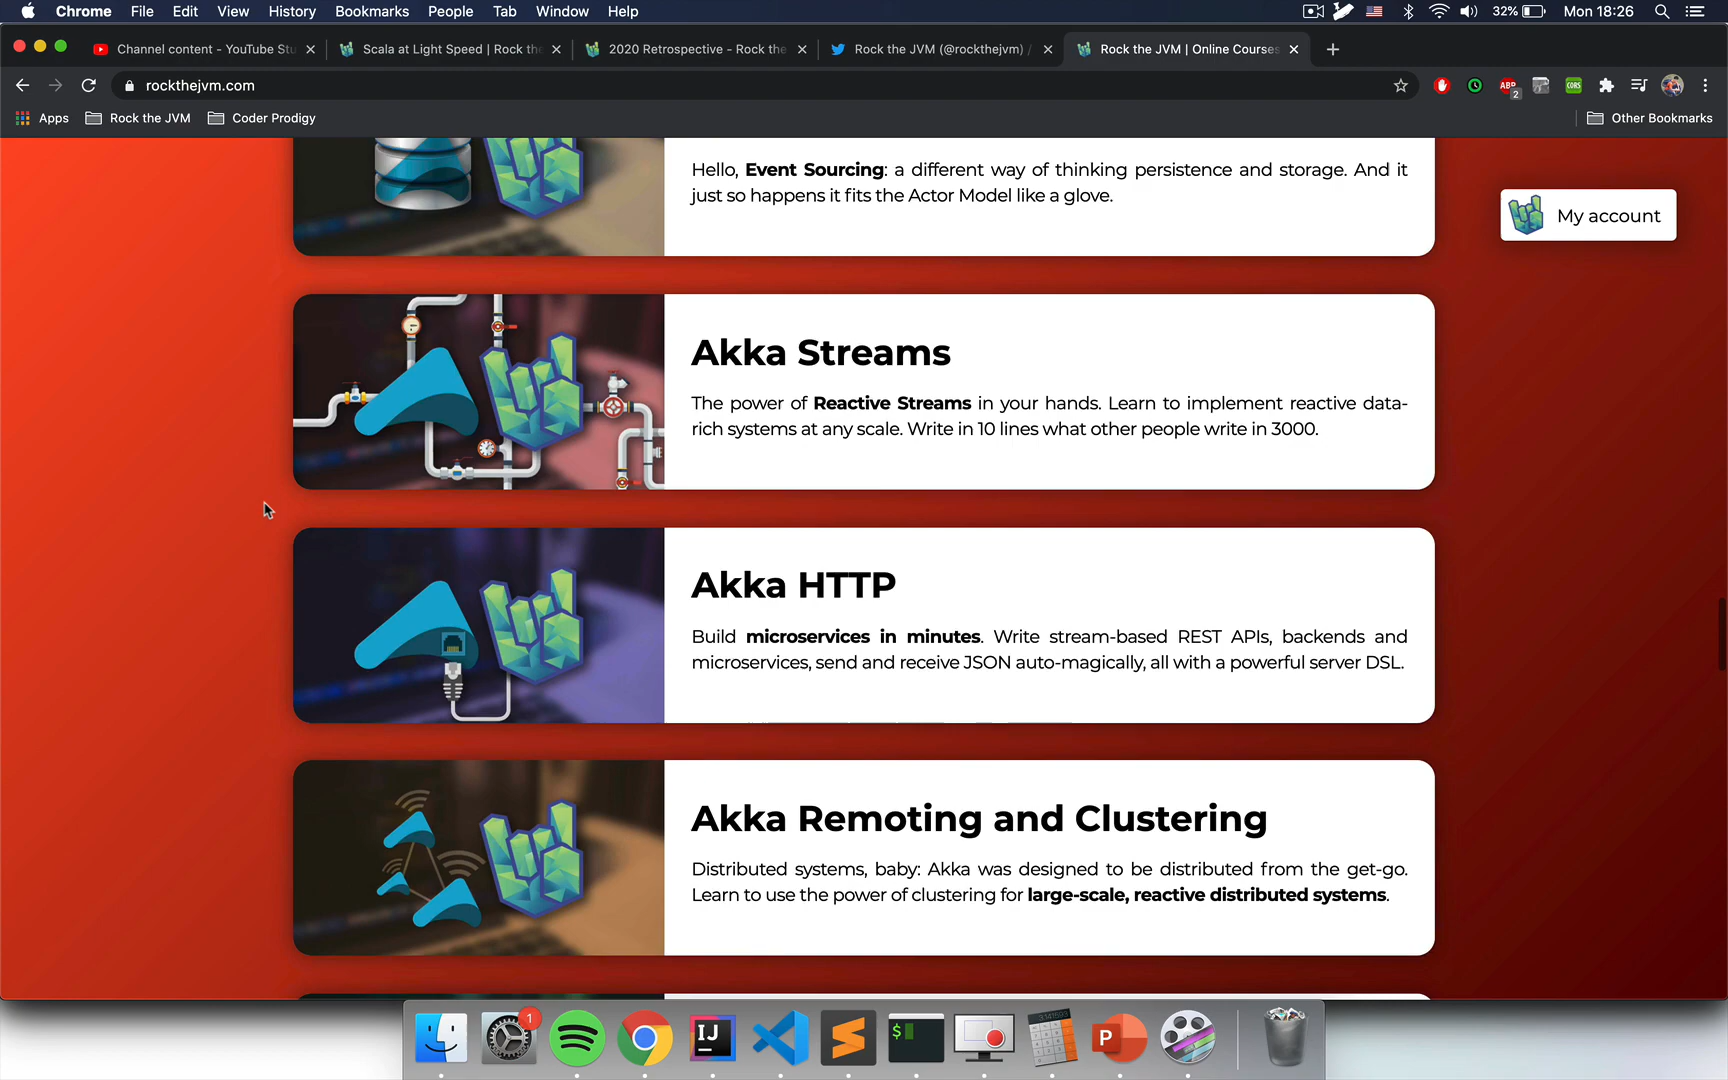 Chrome File Edit View History Bookmarks People Tab Window Help 32% Mon 18:26
Channel content - YouTube Stu Scala at Light Speed | Rock the 2020 Retrospective - Rock the Rock the JVM (@rockthejvm) / Rock the JVM | Online Courses
rockthejvm.com ABP 2 CORS
Apps Rock the JVM Coder Prodigy Other Bookmarks
Hello, Event Sourcing: a different way of thinking persistence and storage. And it
just so happens it fits the Actor Model like a glove.
My account
Akka Streams
The power of Reactive Streams in your hands. Learn to implement reactive data-
rich systems at any scale. Write in 10 lines what other people write in 3000.
Akka HTTP
Build microservices in minutes. Write stream-based REST APIs, backends and
microservices, send and receive JSON auto-magically, all with a powerful server DSL.
Akka Remoting and Clustering
Distributed systems, baby: Akka was designed to be distributed from the get-go.
Learn to use the power of clustering for large-scale, reactive distributed systems.
1
IJ
$
P